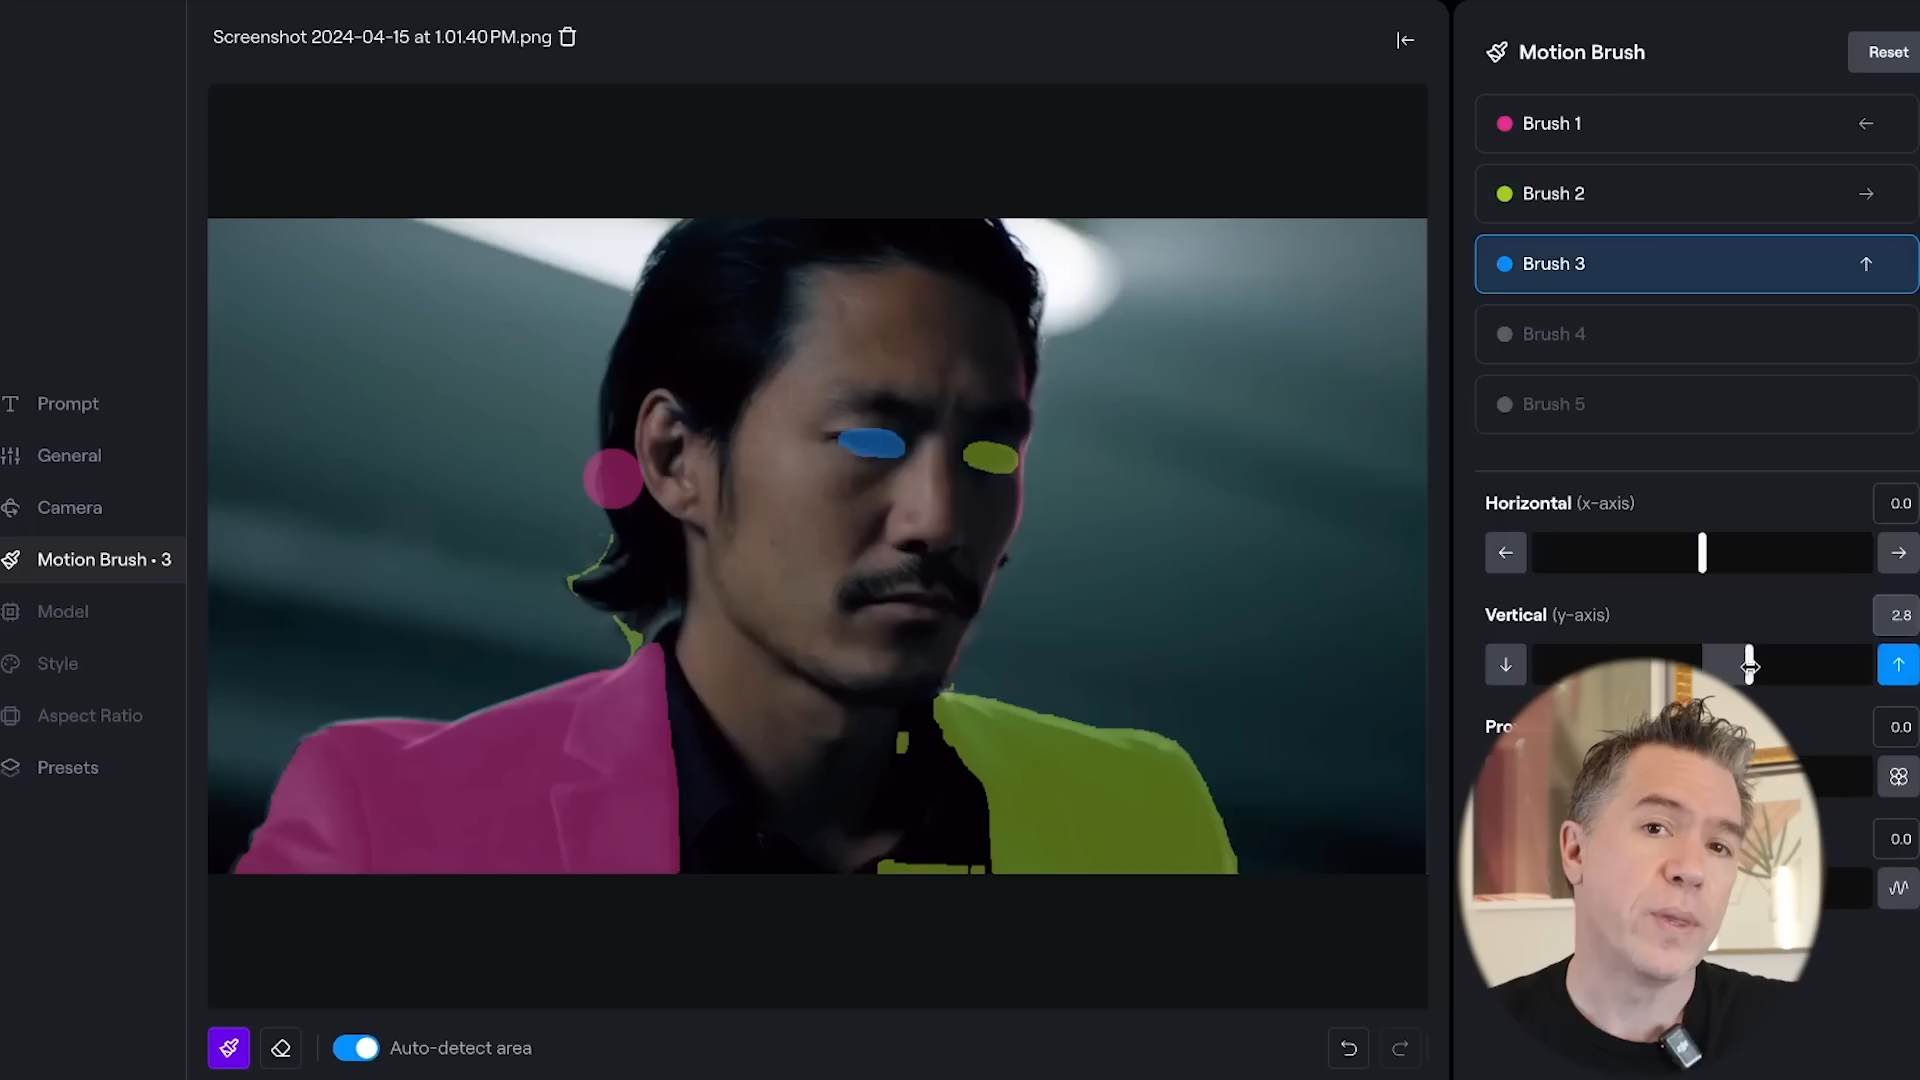 Screenshot 2024-04-15 at 1.01.40 PM.png
Prompt
General
Camera
Motion Brush • 3
Model
Style
Aspect Ratio
Presets
Auto-detect area
Motion Brush
Reset
Brush 1
Brush 2
Brush 3
Brush 4
Brush 5
Horizontal (x-axis)
0.0
Vertical (y-axis)
2.8
Pro
0.0
0.0